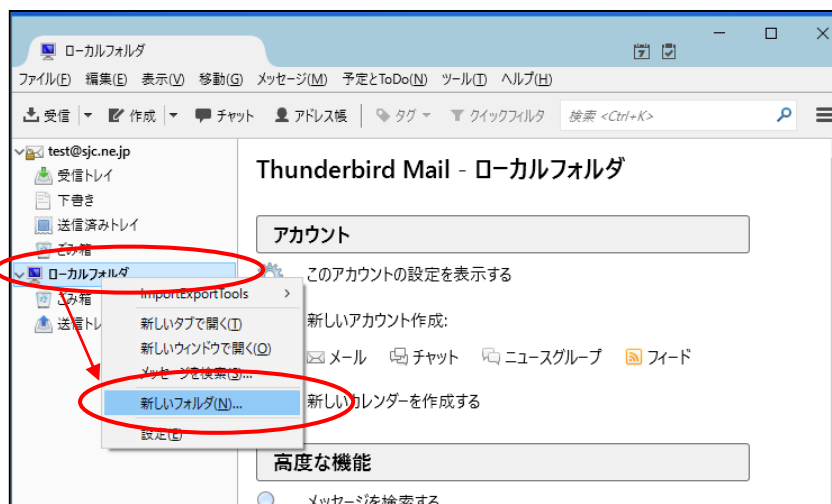 ローカルフォルダ
ファイル(F) 編集(E) 表示(V) 移動(G) メッセージ(M) 予定とToDo(N) ツール(T) ヘルプ(H)
受信 作成 チャット アドレス帳 タグ クイックフィルタ 検索 <Ctrl+K>
test@sjc.ne.jp
受信トレイ
下書き
送信済みトレイ
ごみ箱
ローカルフォルダ
ごみ箱
送信トレ
ImportExportTools
新しいタブで開く(T)
新しいウィンドウで開く(O)
メッセージを検索(S)...
新しいフォルダ(N)...
設定(E)
Thunderbird Mail - ローカルフォルダ
アカウント
このアカウントの設定を表示する
新しいアカウント作成:
メール チャット ニュースグループ フィード
新しいカレンダーを作成する
高度な機能
メッセージを検索する